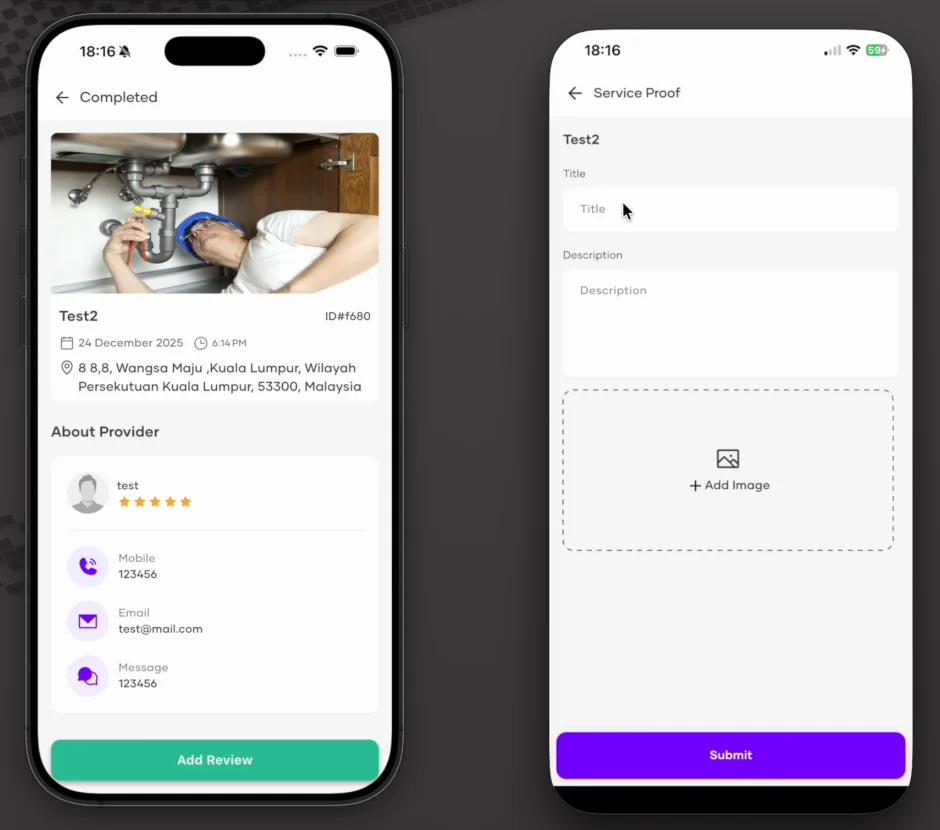 18:16
Completed
Test2
ID#f680
24 December 2025 6:14 PM
8 8,8, Wangsa Maju ,Kuala Lumpur, Wilayah
Persekutuan Kuala Lumpur, 53300, Malaysia
About Provider
test
Mobile
123456
Email
test@mail.com
Message
123456
Add Review
18:16
59
Service Proof
Test2
Title
Title
Description
Description
+ Add Image
Submit